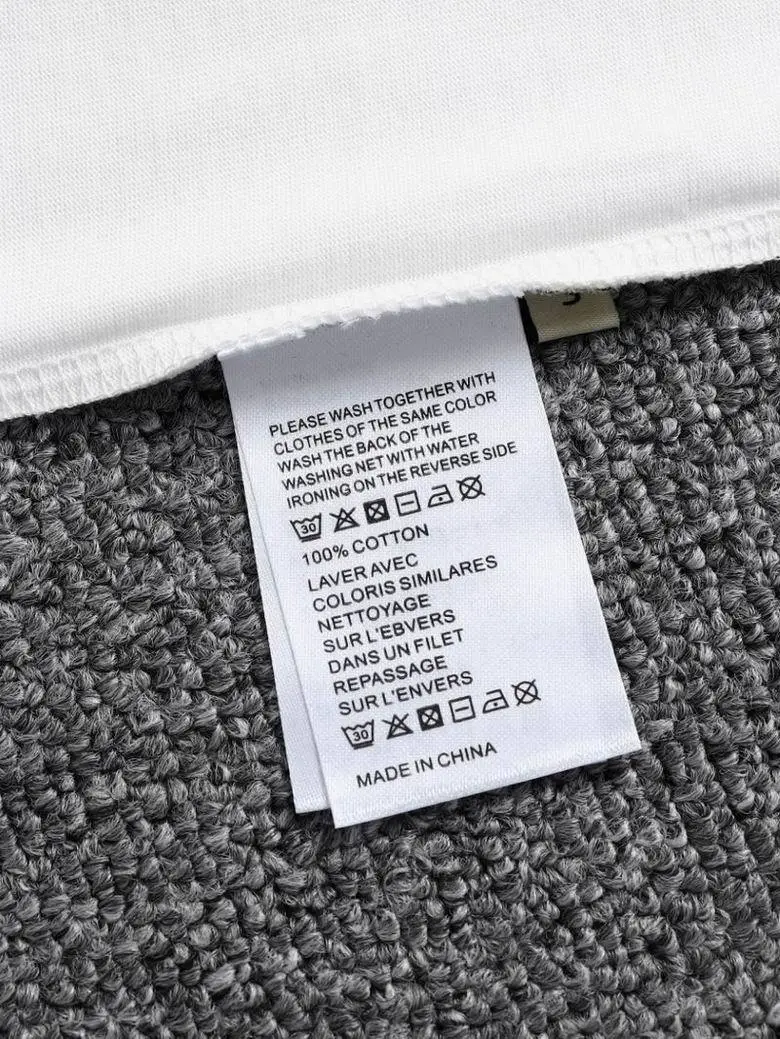 PLEASE WASH TOGETHER WITH
CLOTHES OF THE SAME COLOR
WASH THE BACK OF THE
WASHING NET WITH WATER
IRONING ON THE REVERSE SIDE
30
100% COTTON
LAVER AVEC
COLORIS SIMILARES
NETTOYAGE
SUR L'EBVERS
DANS UN FILET
REPASSAGE
SUR L'ENVERS
30
MADE IN CHINA